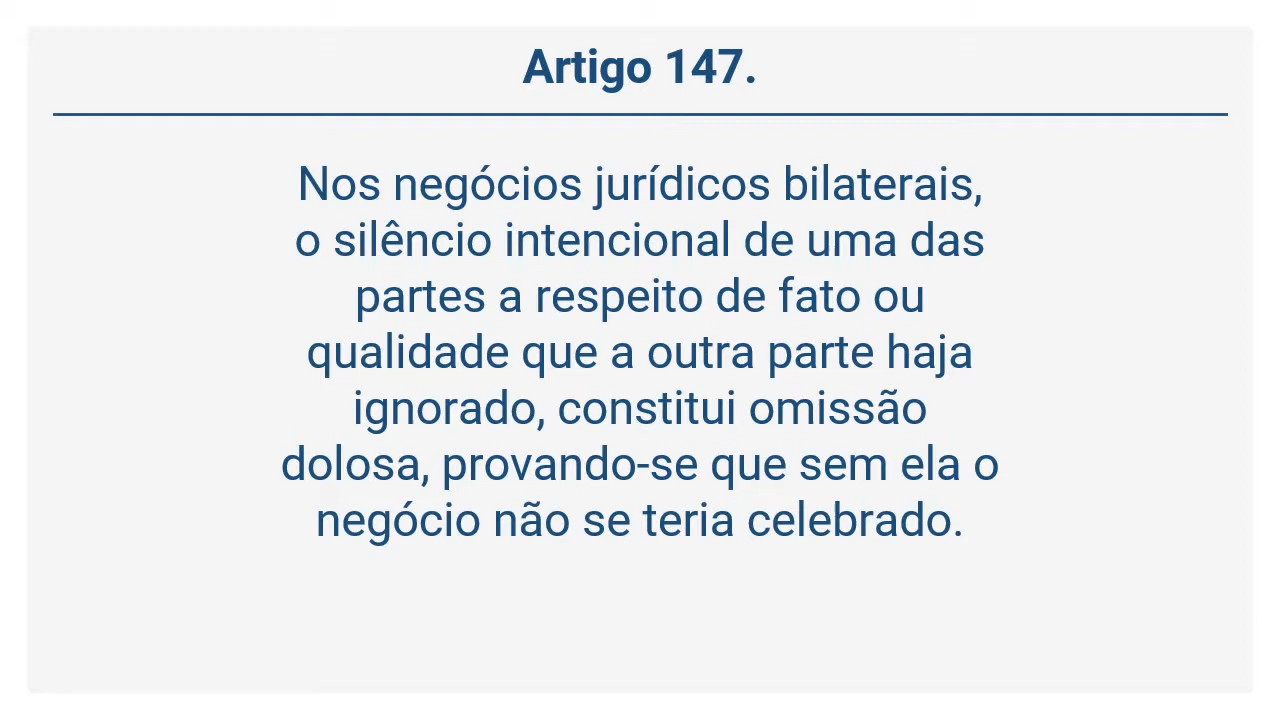 Artigo 147.
Nos negócios jurídicos bilaterais,
o silêncio intencional de uma das
partes a respeito de fato ou
qualidade que a outra parte haja
ignorado, constitui omissão
dolosa, provando-se que sem ela o
negócio não se teria celebrado.